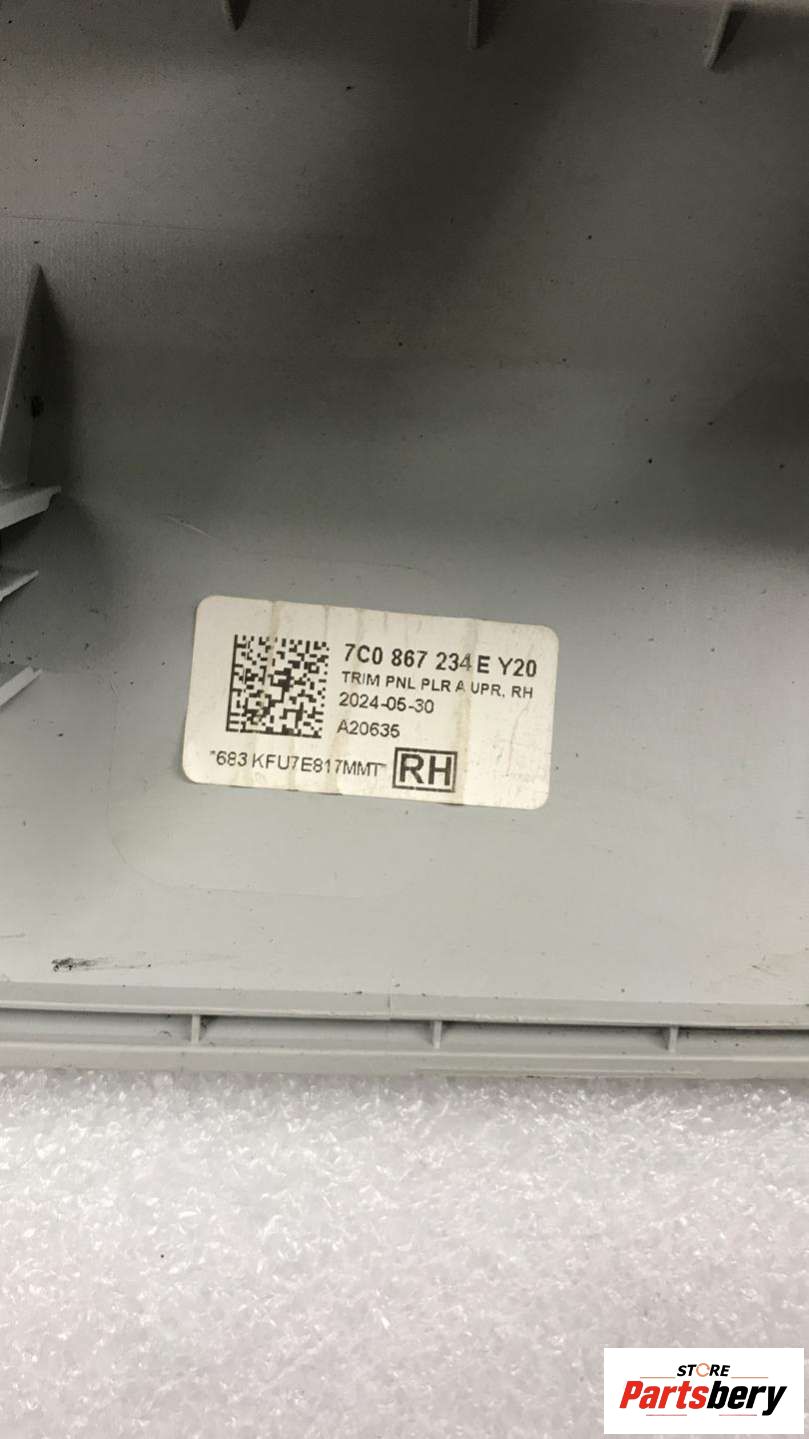 7C0 867 234 E Y20
TRIM PNL PLR A UPR, RH
2024-05-30
A20635
*683 KFU7E817MMT*
RH
STORE
Partsbery